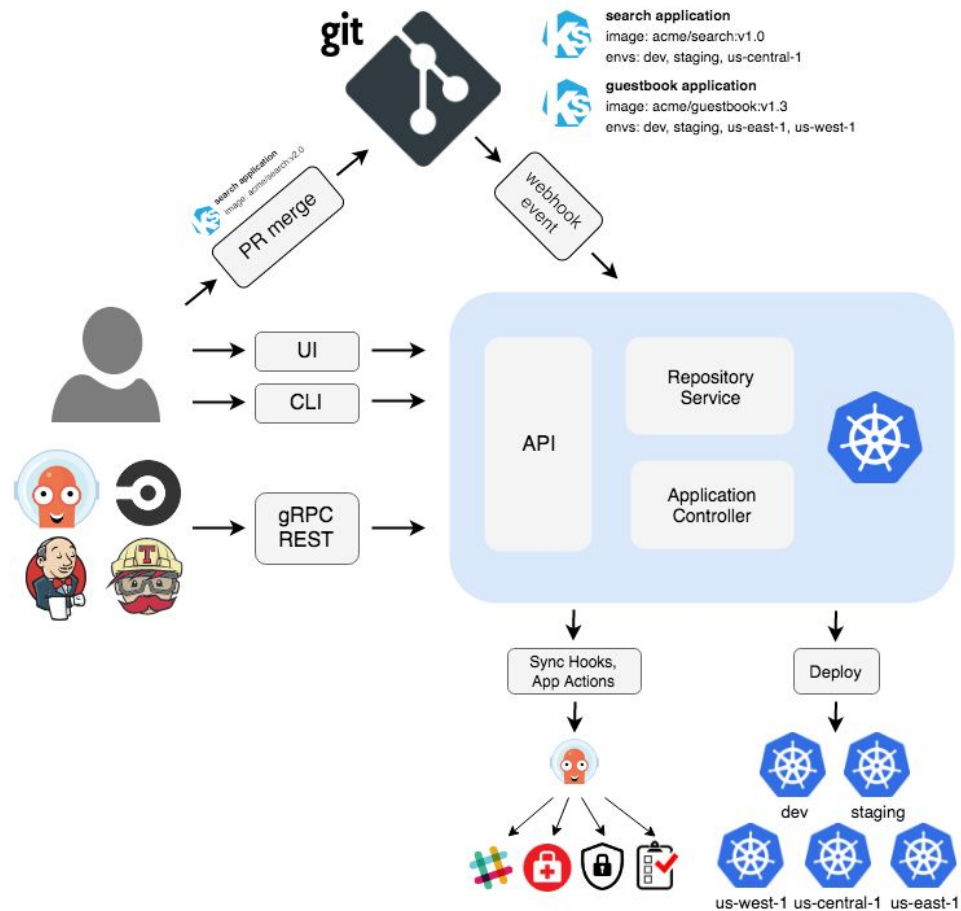 git
search application
image: acme/search:v1.0
envs: dev, staging, us-central-1
guestbook application
image: acme/guestbook:v1.3
envs: dev, staging, us-east-1, us-west-1
search application
image: acme/search:v2.0
PR merge
webhook
event
UI
CLI
gRPC
REST
API
Repository
Service
Application
Controller
Sync Hooks,
App Actions
Deploy
dev
staging
us-west-1
us-central-1
us-east-1
Ks
Ks
Ks
T